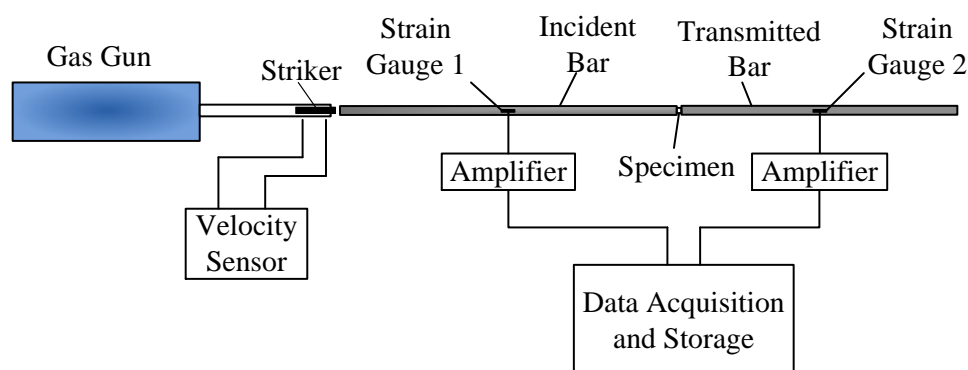 Gas Gun
Striker
Strain
Gauge 1
Incident
Bar
Transmitted
Bar
Strain
Gauge 2
Amplifier
Specimen
Amplifier
Velocity
Sensor
Data Acquisition
and Storage